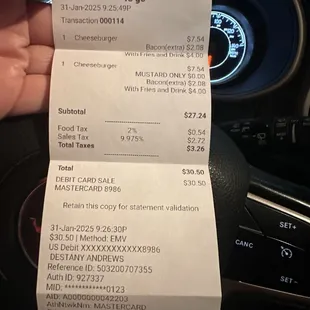 31-Jan-2025 9:25:49P
Transaction 000114
1 Cheeseburger $7.54
Bacon(extra) $2.08
With Fries and Drink $4.00
1 Cheeseburger $7.54
MUSTARD ONLY $0.00
Bacon(extra) $2.08
With Fries and Drink $4.00
Subtotal $27.24
Food Tax 2% $0.54
Sales Tax 9.975% $2.72
Total Taxes $3.26
Total $30.50
DEBIT CARD SALE $30.50
MASTERCARD 8986
Retain this copy for statement validation
31-Jan-2025 9:26:30P
$30.50 | Method: EMV
US Debit XXXXXXXXXXXX8986
DESTANY ANDREWS
Reference ID: 503200707355
Auth ID: 927337
MID: ************0123
AID: A0000000042203
AthNtwkNm: MASTERCARD
SET+
CANC
SET-